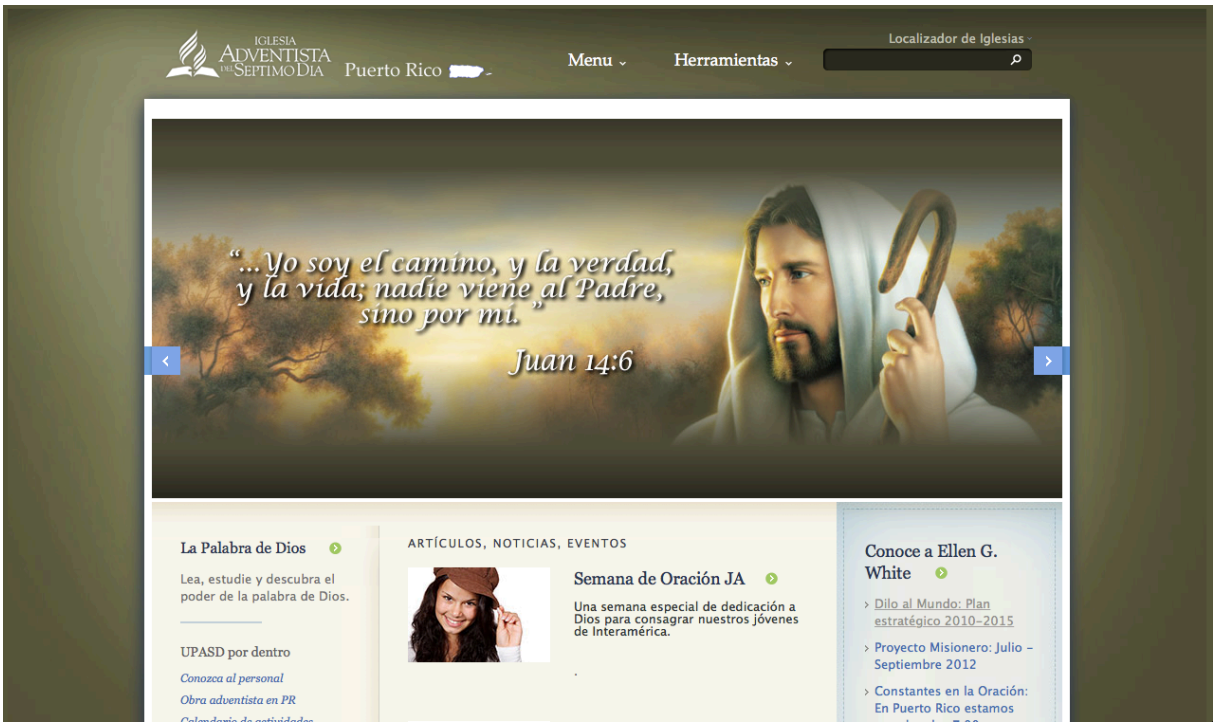 IGLESIA
ADVENTISTA
DEL SEPTIMO DIA
Puerto Rico
Menu
Herramientas
Localizador de Iglesias
“...Yo soy el camino, y la verdad,
y la vida; nadie viene al Padre,
sino por mi. ”
Juan 14:6
La Palabra de Dios
Lea, estudie y descubra el
poder de la palabra de Dios.
UPASD por dentro
Conozca al personal
Obra adventista en PR
Calendario de actividades
ARTÍCULOS, NOTICIAS, EVENTOS
Semana de Oración JA
Una semana especial de dedicación a
Dios para consagrar nuestros jóvenes
de Interamérica.
.
Conoce a Ellen G.
White
Dilo al Mundo: Plan
estratégico 2010-2015
Proyecto Misionero: Julio -
Septiembre 2012
Constantes en la Oración:
En Puerto Rico estamos